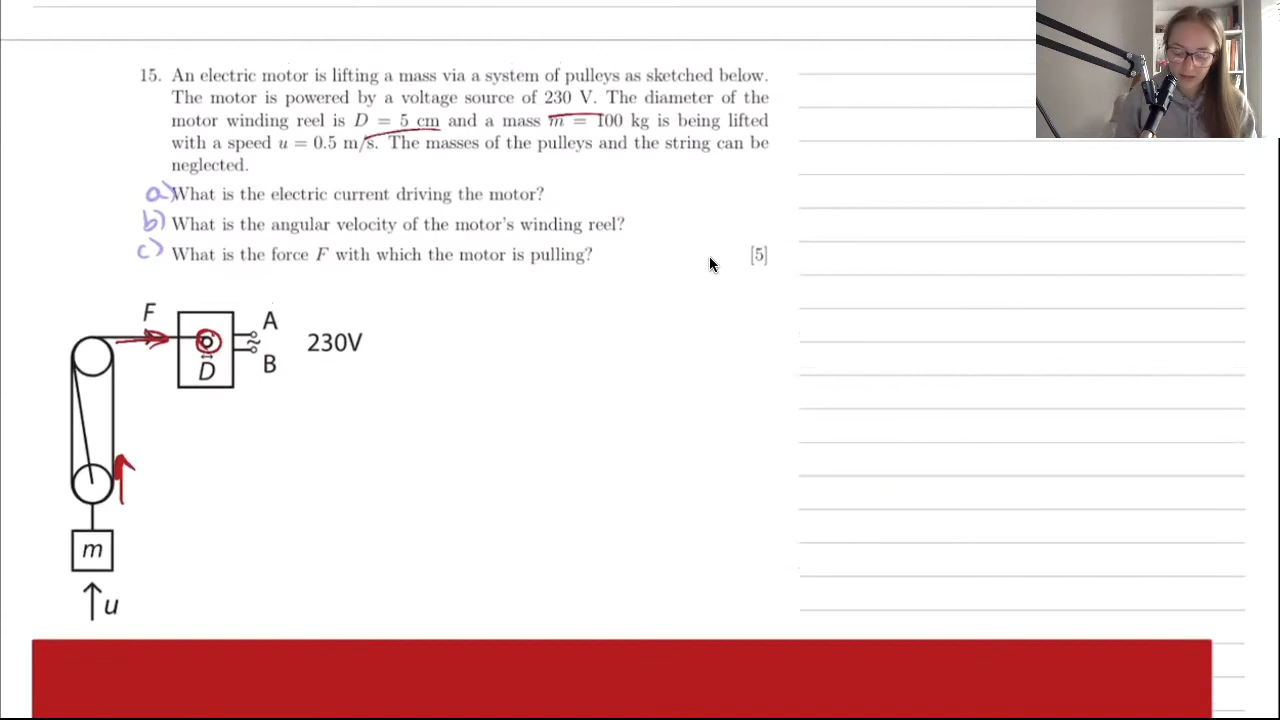 15. An electric motor is lifting a mass via a system of pulleys as sketched below.
The motor is powered by a voltage source of 230 V. The diameter of the
motor winding reel is D = 5 cm and a mass m = 100 kg is being lifted
with a speed u = 0.5 m/s. The masses of the pulleys and the string can be
neglected.
a) What is the electric current driving the motor?
b) What is the angular velocity of the motor's winding reel?
c) What is the force F with which the motor is pulling? [5]
F
A
230V
D
B
m
u